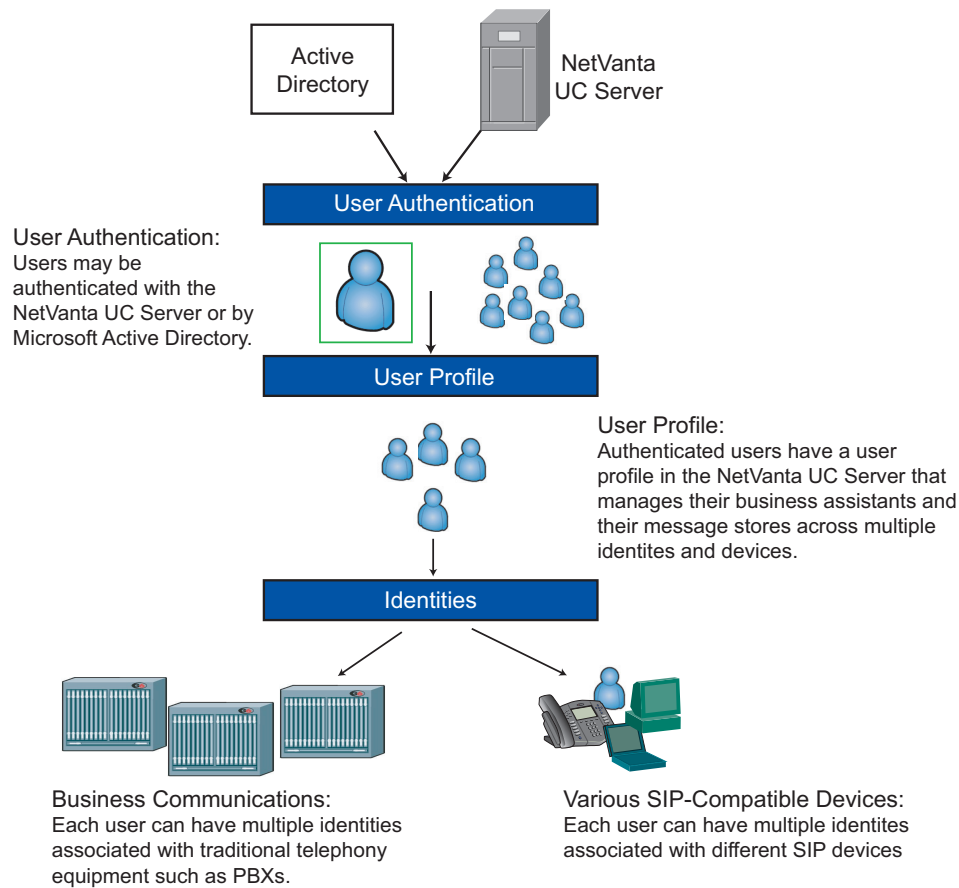 Active
Directory
NetVanta
UC Server
User Authentication
User Authentication:
Users may be
authenticated with the
NetVanta UC Server or by
Microsoft Active Directory.
User Profile
User Profile:
Authenticated users have a user
profile in the NetVanta UC Server that
manages their business assistants and
their message stores across multiple
identites and devices.
Identities
Business Communications:
Each user can have multiple identities
associated with traditional telephony
equipment such as PBXs.
Various SIP-Compatible Devices:
Each user can have multiple identites
associated with different SIP devices